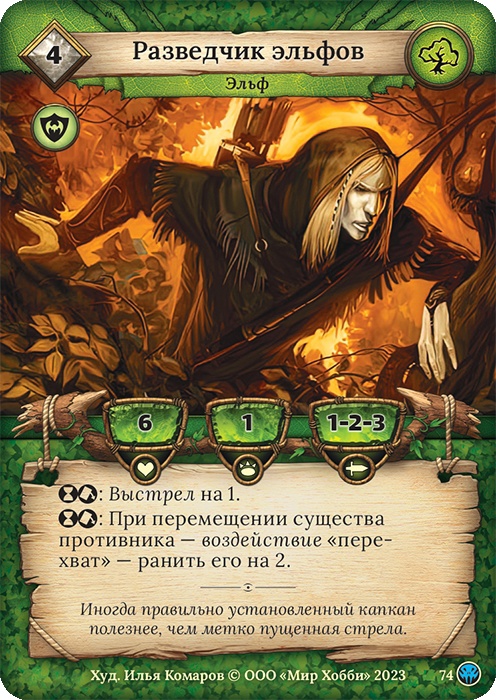 4
Разведчик эльфов
Эльф
6
1
1-2-3
: Выстрел на 1.
: При перемещении существа
противника — воздействие «пере-
хват» — ранить его на 2.
Иногда правильно установленный капкан
полезнее, чем метко пущенная стрела.
Худ. Илья Комаров © ООО «Мир Хобби» 2023
74